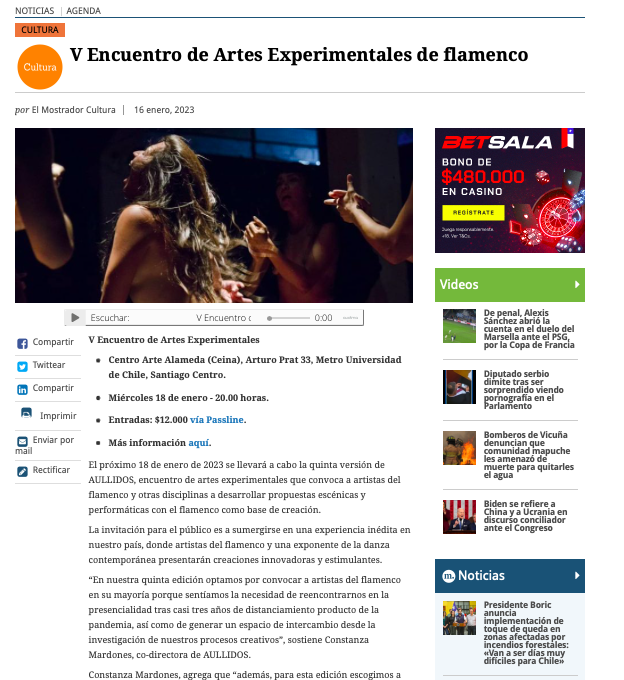 NOTICIAS | AGENDA
CULTURA
Cultura
V Encuentro de Artes Experimentales de flamenco
por El Mostrador Cultura | 16 enero, 2023
Escuchar: V Encuentro 0:00
Compartir
Twittear
Compartir
Imprimir
Enviar por
mail
Rectificar
V Encuentro de Artes Experimentales
Centro Arte Alameda (Ceina), Arturo Prat 33, Metro Universidad
de Chile, Santiago Centro.
Miércoles 18 de enero - 20.00 horas.
Entradas: $12.000 vía Passline.
Más información aquí.
El próximo 18 de enero de 2023 se llevará a cabo la quinta versión de
AULLIDOS, encuentro de artes experimentales que convoca a artistas del
flamenco y otras disciplinas a desarrollar propuestas escénicas y
performáticas con el flamenco como base de creación.
La invitación para el público es a sumergirse en una experiencia inédita en
nuestro país, donde artistas del flamenco y una exponente de la danza
contemporánea presentarán creaciones innovadoras y estimulantes.
“En nuestra quinta edición optamos por convocar a artistas del flamenco
en su mayoría porque sentíamos la necesidad de reencontrarnos en la
presencialidad tras casi tres años de distanciamiento producto de la
pandemia, así como de generar un espacio de intercambio desde la
investigación de nuestros procesos creativos”, sostiene Constanza
Mardones, co-directora de AULLIDOS.
Constanza Mardones, agrega que “además, para esta edición escogimos a
BETSALA
BONO DE
$480.000
EN CASINO
REGÍSTRATE
Juega responsablemente.
+18. Ver T&Cs
Videos
De penal, Alexis
Sánchez abrió la
cuenta en el duelo del
Marsella ante el PSG,
por la Copa de Francia
Diputado serbio
dimite tras ser
sorprendido viendo
pornografía en el
Parlamento
Bomberos de Vicuña
denuncian que
comunidad mapuche
les amenazó de
muerte para quitarles
el agua
Biden se refiere a
China y a Ucrania en
discurso conciliador
ante el Congreso
m. Noticias
Presidente Boric
anuncia
implementación de
toque de queda en
zonas afectadas por
incendios forestales:
«Van a ser días muy
difíciles para Chile»